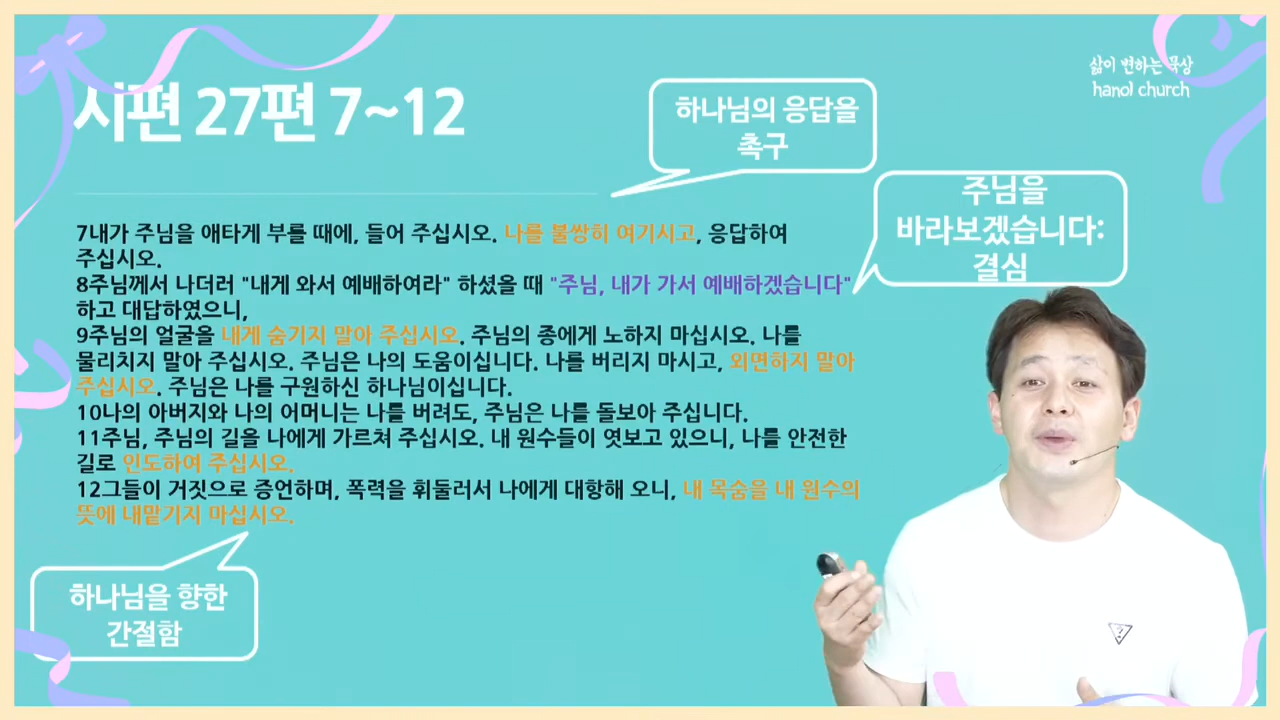 시편 27편 7~12
삶이 변하는 묵상
hanol church
하나님의 응답을
촉구
주님을
바라보겠습니다:
결심
7내가 주님을 애타게 부를 때에, 들어 주십시오. 나를 불쌍히 여기시고, 응답하여
주십시오.
8주님께서 나더러 "내게 와서 예배하여라" 하셨을 때 "주님, 내가 가서 예배하겠습니다"
하고 대답하였으니,
9주님의 얼굴을 내게 숨기지 말아 주십시오. 주님의 종에게 노하지 마십시오. 나를
물리치지 말아 주십시오. 주님은 나의 도움이십니다. 나를 버리지 마시고, 외면하지 말아
주십시오. 주님은 나를 구원하신 하나님이십니다.
10나의 아버지와 나의 어머니는 나를 버려도, 주님은 나를 돌보아 주십니다.
11주님, 주님의 길을 나에게 가르쳐 주십시오. 내 원수들이 엿보고 있으니, 나를 안전한
길로 인도하여 주십시오.
12그들이 거짓으로 증언하며, 폭력을 휘둘러서 나에게 대항해 오니, 내 목숨을 내 원수의
뜻에 내맡기지 마십시오.
하나님을 향한
간절함